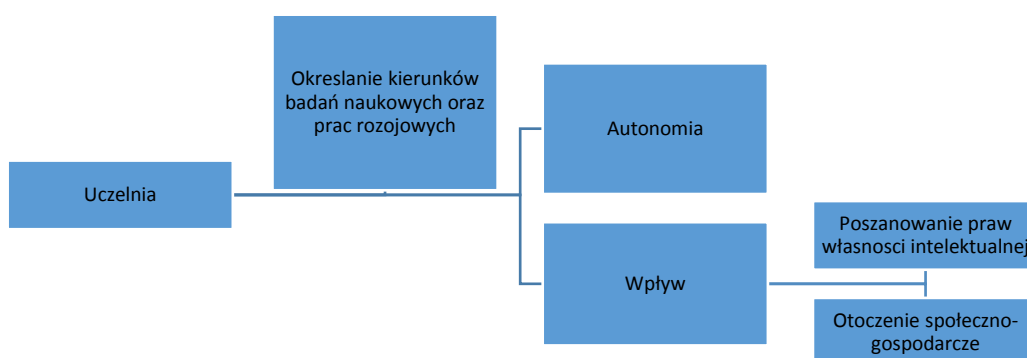 Uczelnia
Okreslanie kierunków
badań naukowych oraz
prac rozojowych
Autonomia
Wpływ
Poszanowanie praw
własnosci intelektualnej
Otoczenie społeczno-
gospodarcze